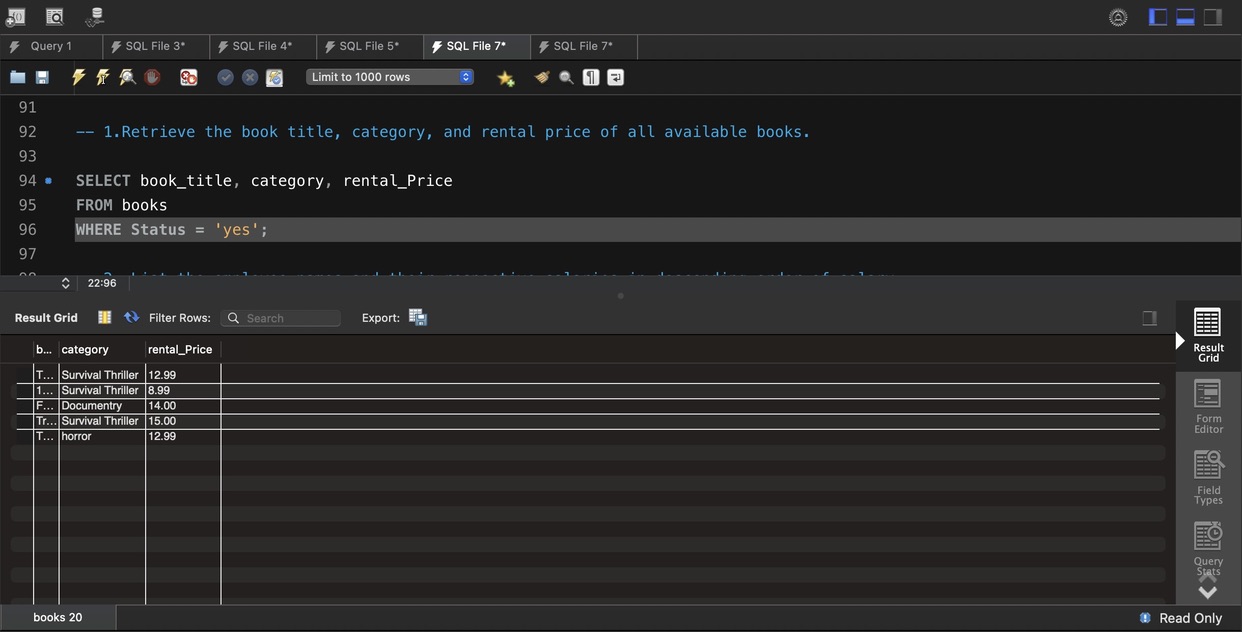 Query 1
SQL File 3*
SQL File 4*
SQL File 5*
SQL File 7*
SQL File 7*
Limit to 1000 rows
91
92 -- 1.Retrieve the book title, category, and rental price of all available books.
93
94 SELECT book_title, category, rental_Price
95 FROM books
96 WHERE Status = 'yes';
97
22:96
Result Grid
Filter Rows:
Search
Export:
b... category rental_Price
T... Survival Thriller 12.99
1... Survival Thriller 8.99
F... Documentry 14.00
Tr... Survival Thriller 15.00
T... horror 12.99
Result
Grid
Form
Editor
Field
Types
Query
Stats
books 20
Read Only